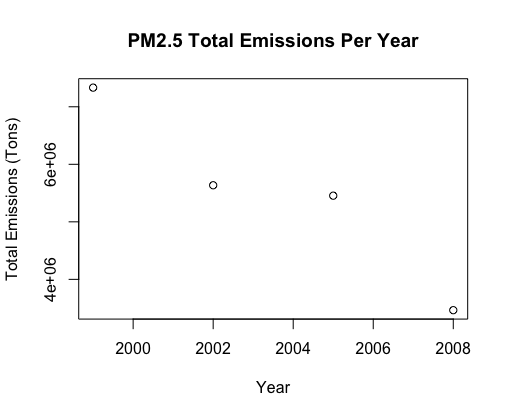 PM2.5 Total Emissions Per Year
Total Emissions (Tons)
6e+06
4e+06
2000 2002 2004 2006 2008
Year